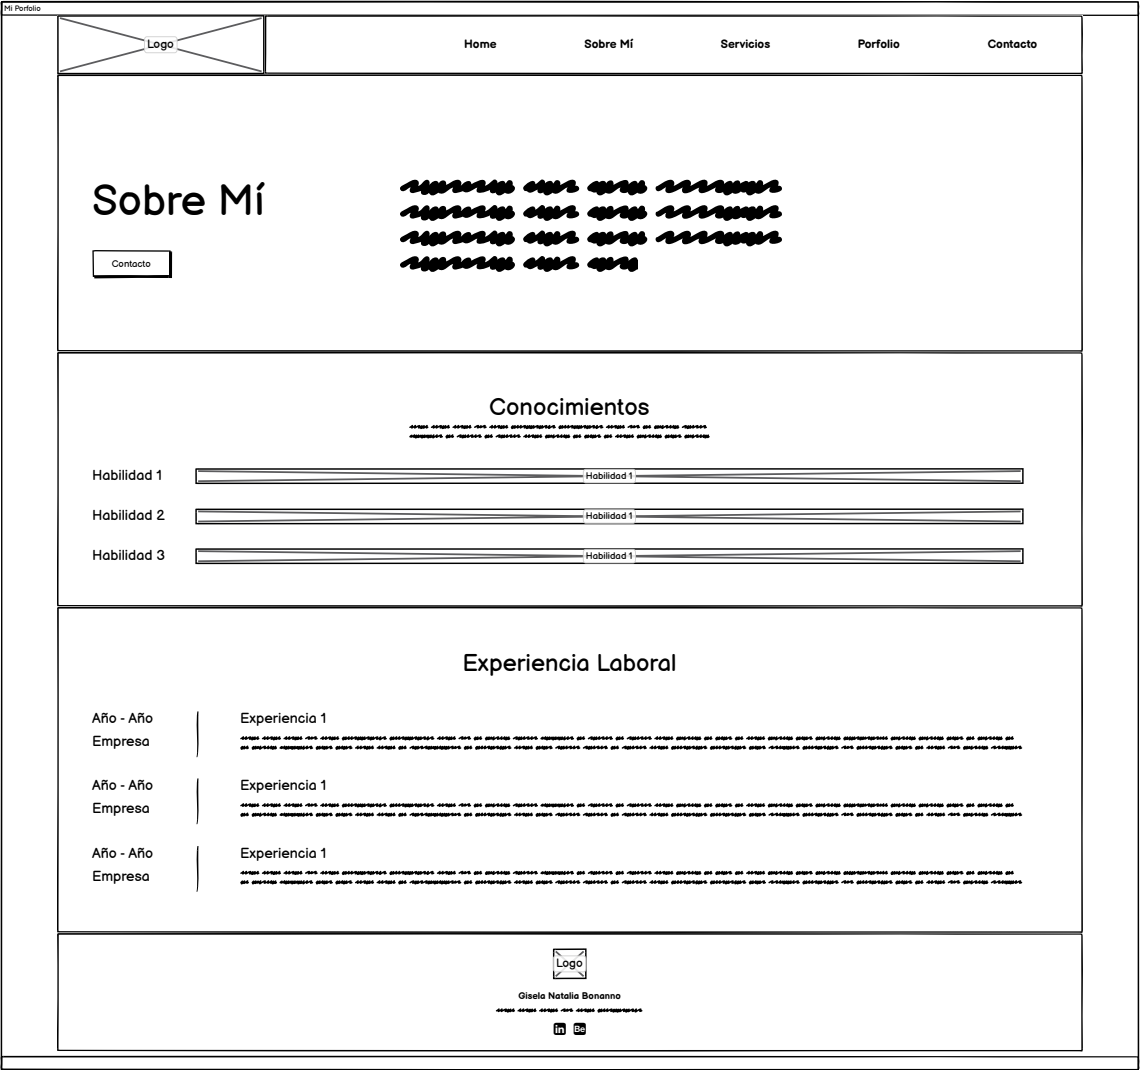 Mi Porfolio
Logo
Home Sobre Mí Servicios Porfolio Contacto
Sobre Mí
Contacto
Conocimientos
Habilidad 1 Habilidad 1
Habilidad 2 Habilidad 1
Habilidad 3 Habilidad 1
Experiencia Laboral
Año - Año Experiencia 1
Empresa
Año - Año Experiencia 1
Empresa
Año - Año Experiencia 1
Empresa
Logo
Gisela Natalia Bonanno
in Be